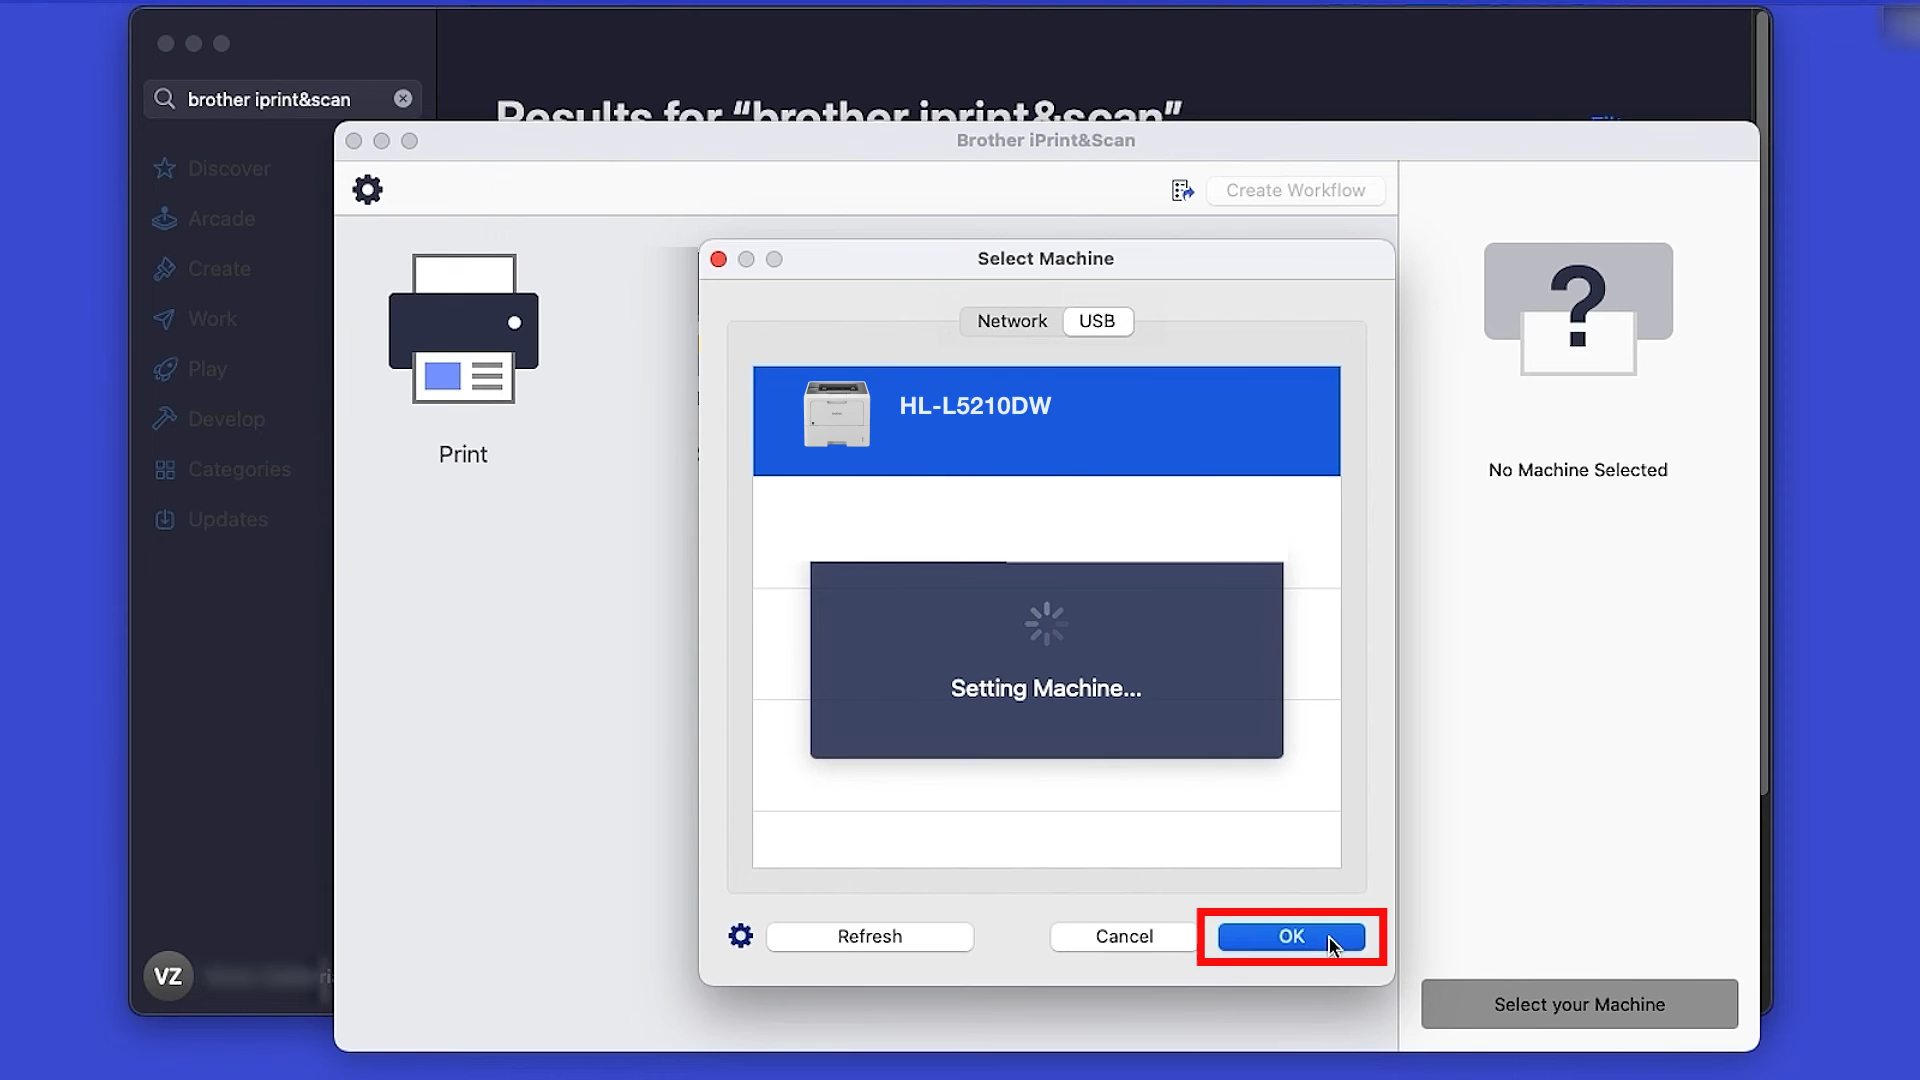 brother iprint&scan
Results for “brother iprint&scan”
Discover
Arcade
Create
Work
Play
Develop
Categories
Updates
VZ
Brother iPrint&Scan
Create Workflow
Print
Select Machine
Network
USB
HL-L5210DW
Setting Machine...
Refresh
Cancel
OK
?
No Machine Selected
Select your Machine